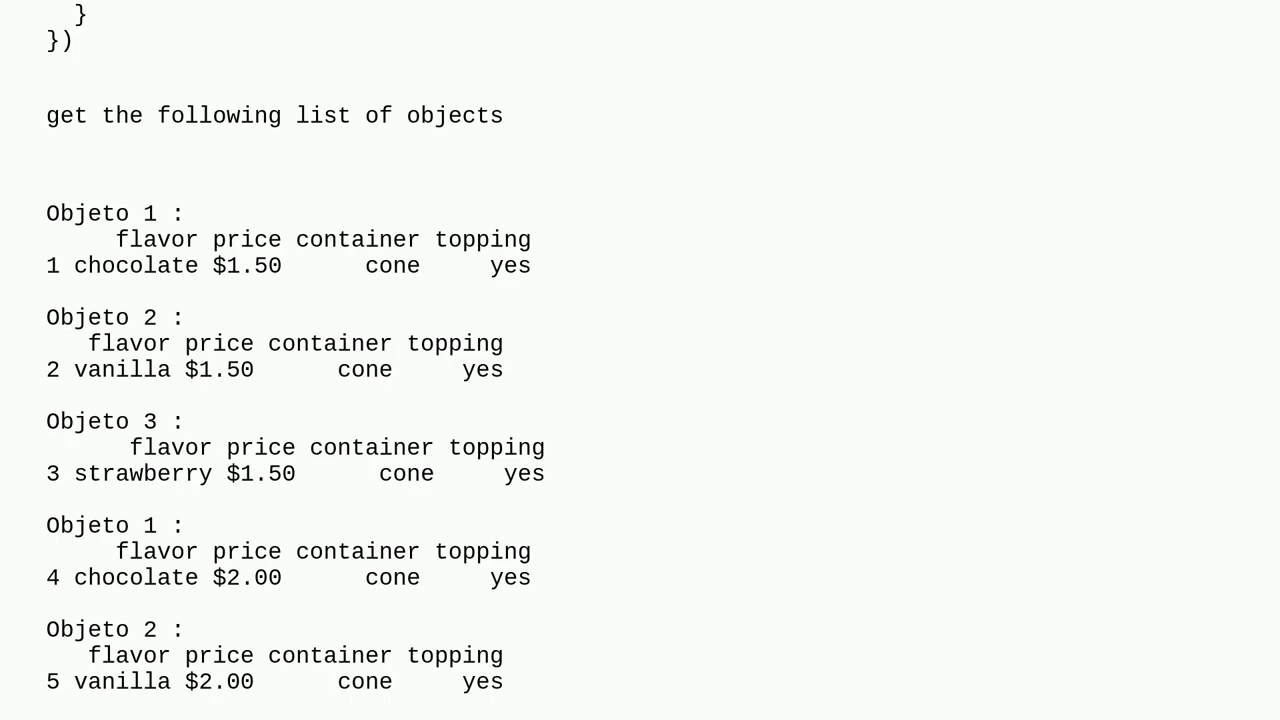 }
})
get the following list of objects
Objeto 1 :
     flavor price container topping
1 chocolate $1.50      cone     yes
Objeto 2 :
   flavor price container topping
2 vanilla $1.50      cone     yes
Objeto 3 :
      flavor price container topping
3 strawberry $1.50      cone     yes
Objeto 1 :
     flavor price container topping
4 chocolate $2.00      cone     yes
Objeto 2 :
   flavor price container topping
5 vanilla $2.00      cone     yes